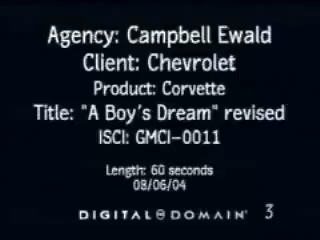 Agency: Campbell Ewald
Client: Chevrolet
Product: Corvette
Title: "A Boy's Dream" revised
ISCI: GMCI-0011
Length: 60 seconds
08/06/04
DIGITAL DOMAIN 3